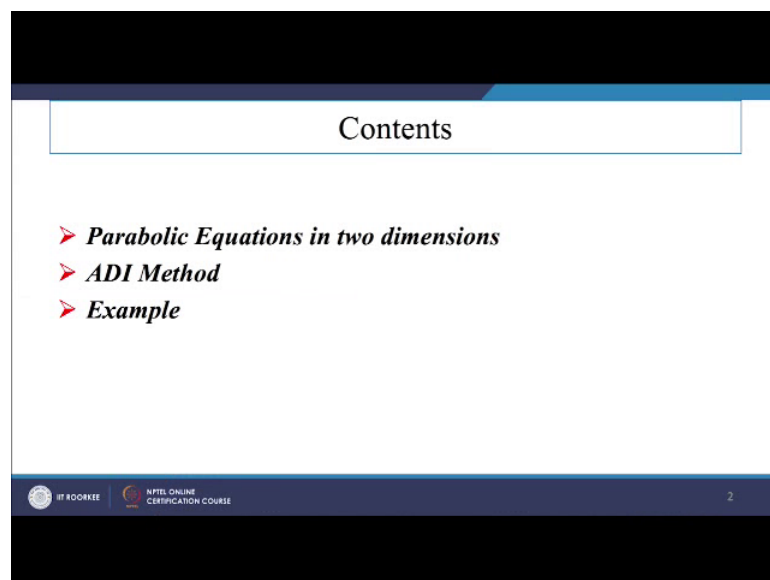 Contents
Parabolic Equations in two dimensions
ADI Method
Example
IIT ROORKEE
NPTEL ONLINE
CERTIFICATION COURSE
2